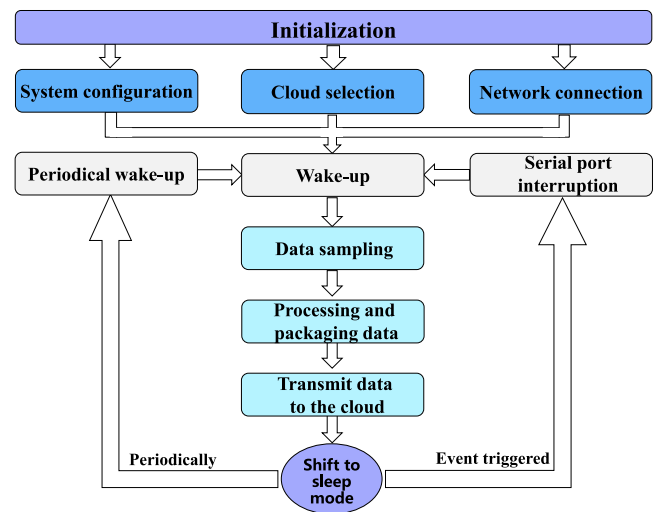 Initialization
System configuration
Cloud selection
Network connection
Periodical wake-up
Wake-up
Serial port
interruption
Data sampling
Processing and
packaging data
Transmit data
to the cloud
Periodically
Event triggered
Shift to
sleep
mode